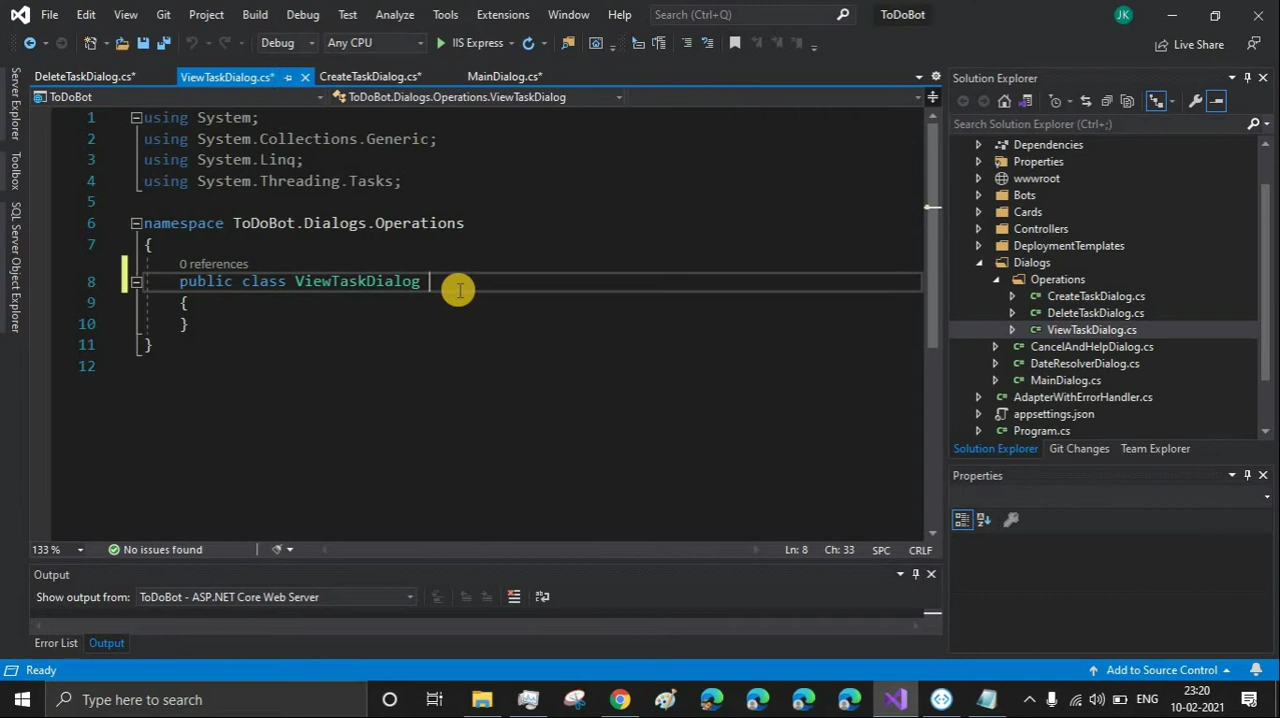 File Edit View Git Project Build Debug Test Analyze Tools Extensions Window Help Search (Ctrl+Q) ToDoBot JK
Debug Any CPU IIS Express Live Share
DeleteTaskDialog.cs* ViewTaskDialog.cs* CreateTaskDialog.cs* MainDialog.cs*
ToDoBot ToDoBot.Dialogs.Operations.ViewTaskDialog
Server Explorer
Toolbox
SQL Server Object Explorer
1 using System;
2 using System.Collections.Generic;
3 using System.Linq;
4 using System.Threading.Tasks;
5
6 namespace ToDoBot.Dialogs.Operations
7 {
0 references
8 public class ViewTaskDialog
9 {
10 }
11 }
12
133 % No issues found Ln: 8 Ch: 33 SPC CRLF
Output
Show output from: ToDoBot - ASP.NET Core Web Server
Error List Output
Solution Explorer
Search Solution Explorer (Ctrl+;)
Dependencies
Properties
wwwroot
Bots
Cards
Controllers
DeploymentTemplates
Dialogs
Operations
C# CreateTaskDialog.cs
C# DeleteTaskDialog.cs
C# ViewTaskDialog.cs
C# CancelAndHelpDialog.cs
C# DateResolverDialog.cs
C# MainDialog.cs
C# AdapterWithErrorHandler.cs
appsettings.json
C# Program.cs
Solution Explorer Git Changes Team Explorer
Properties
Ready Add to Source Control
Type here to search ENG 23:20
10-02-2021